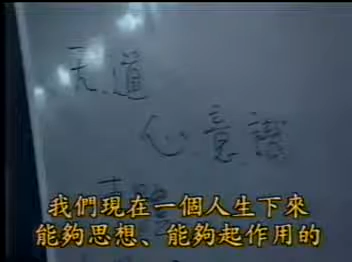 天道
心意識
我們現在一個人生下來
能夠思想、能夠起作用的